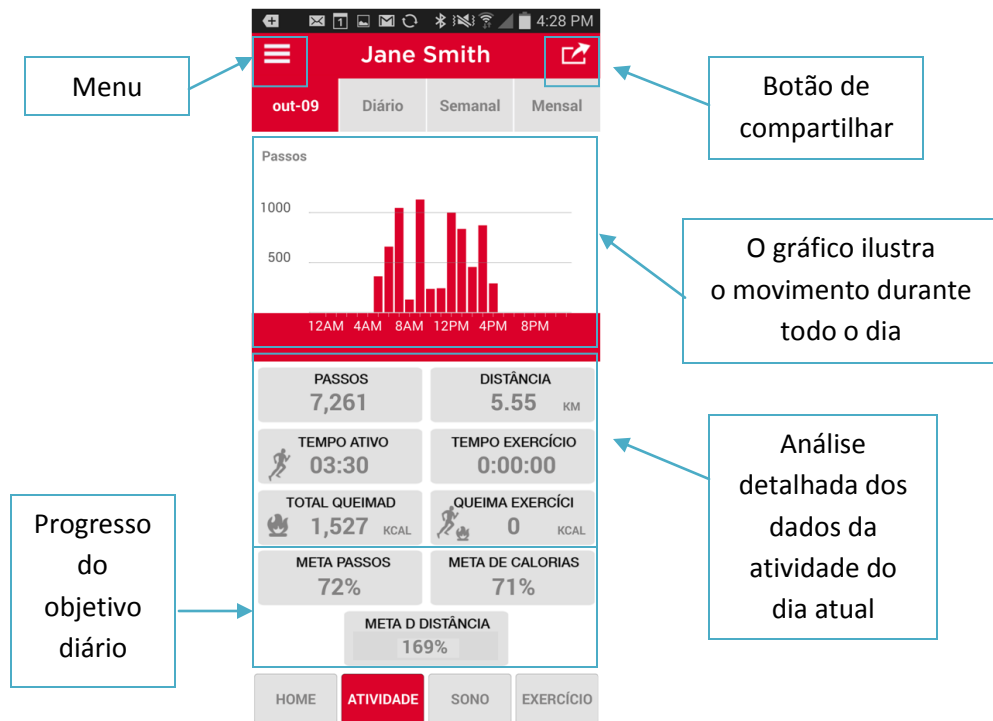 4:28 PM
Menu
Jane Smith
Botão de
compartilhar
out-09
Diário
Semanal
Mensal
Passos
1000
500
12AM 4AM 8AM 12PM 4PM 8PM
O gráfico ilustra
o movimento durante
todo o dia
PASSOS
7,261
DISTÂNCIA
5.55 KM
TEMPO ATIVO
03:30
TEMPO EXERCÍCIO
0:00:00
TOTAL QUEIMAD
1,527 KCAL
QUEIMA EXERCÍCI
0 KCAL
Análise
detalhada dos
dados da
atividade do
dia atual
Progresso
do
objetivo
diário
META PASSOS
72%
META DE CALORIAS
71%
META D DISTÂNCIA
169%
HOME
ATIVIDADE
SONO
EXERCÍCIO